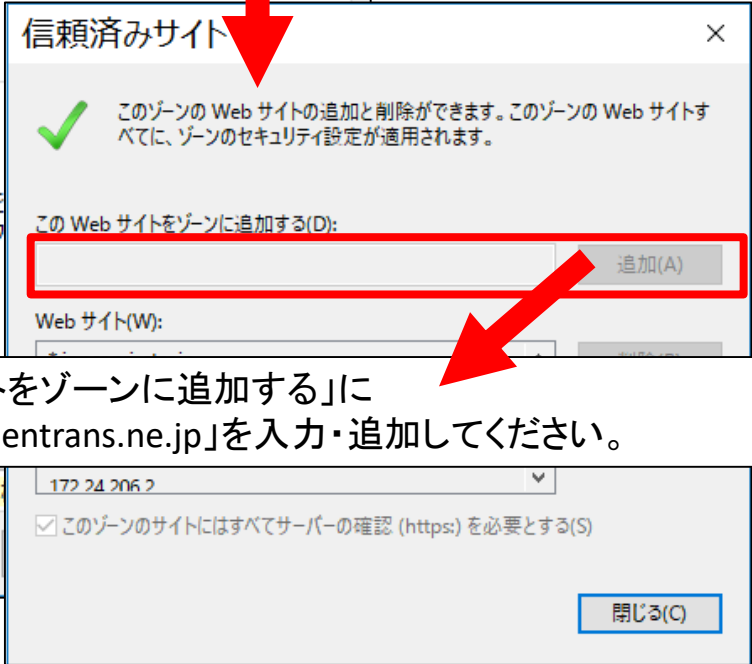 信頼済みサイト
このゾーンの Web サイトの追加と削除ができます。このゾーンの Web サイトす
べてに、ゾーンのセキュリティ設定が適用されます。
この Web サイトをゾーンに追加する(D):
追加(A)
Web サイト(W):
をゾーンに追加する」に
entrans.ne.jp」を入力・追加してください。
172.24.206.2
このゾーンのサイトにはすべてサーバーの確認 (https:) を必要とする(S)
閉じる(C)